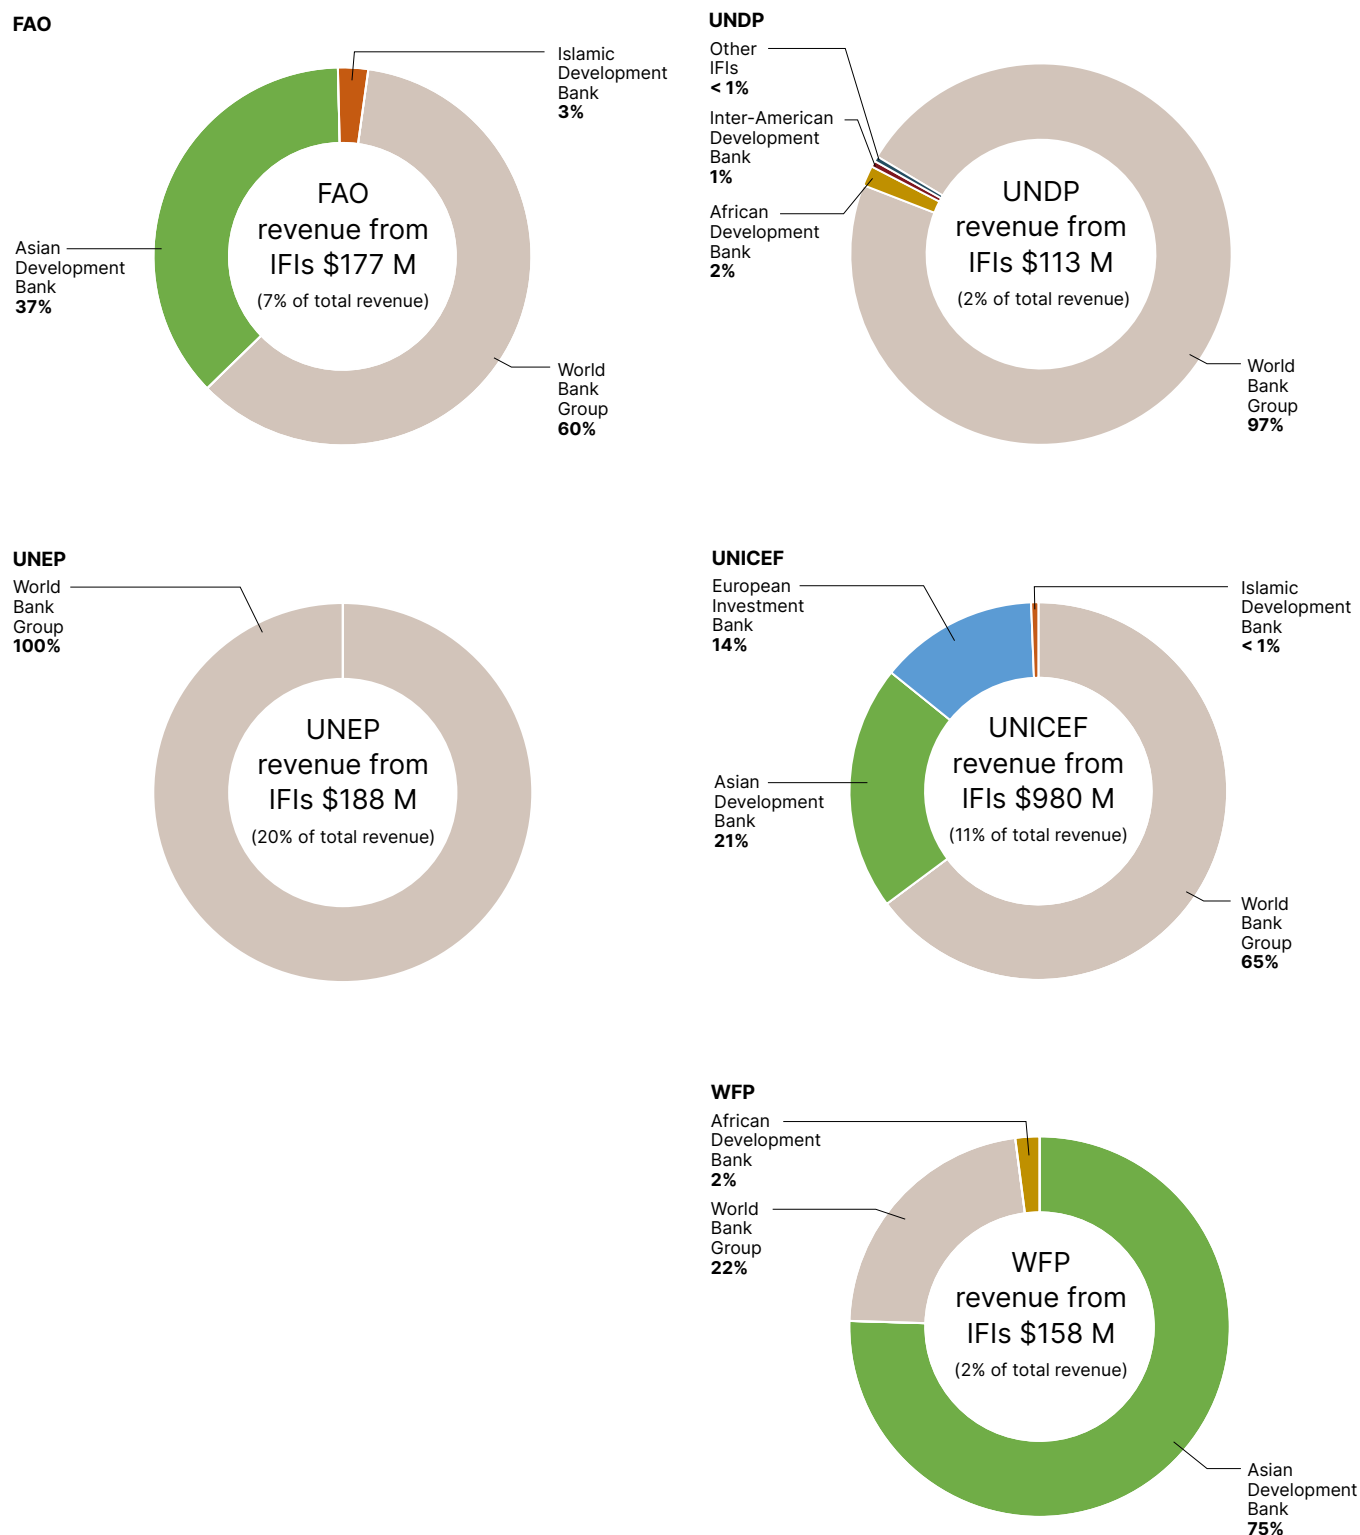 FAO
Islamic
Development
Bank
3%
FAO
revenue from
IFIs $177 M
(7% of total revenue)
Asian
Development
Bank
37%
World
Bank
Group
60%
UNDP
Other
IFIs
< 1%
Inter-American
Development
Bank
1%
African
Development
Bank
2%
UNDP
revenue from
IFIs $113 M
(2% of total revenue)
World
Bank
Group
97%
UNEP
World
Bank
Group
100%
UNEP
revenue from
IFIs $188 M
(20% of total revenue)
UNICEF
European
Investment
Bank
14%
Islamic
Development
Bank
< 1%
UNICEF
revenue from
IFIs $980 M
(11% of total revenue)
Asian
Development
Bank
21%
World
Bank
Group
65%
WFP
African
Development
Bank
2%
World
Bank
Group
22%
WFP
revenue from
IFIs $158 M
(2% of total revenue)
Asian
Development
Bank
75%